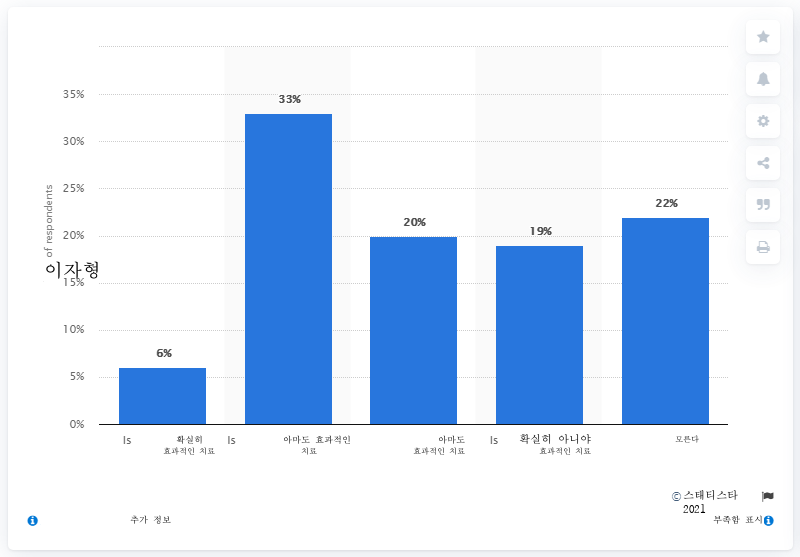 35%
33%
30%
25%
of respondents
22%
20%
20%
19%
이자형
15%
10%
6%
5%
0%
Is 확실히
효과적인 치료
Is 아마도 효과적인
치료
아마도
효과적인 치료
Is 확실히 아니야
효과적인 치료
모른다
© 스태티스타
2021
추가 정보
부족함 표시